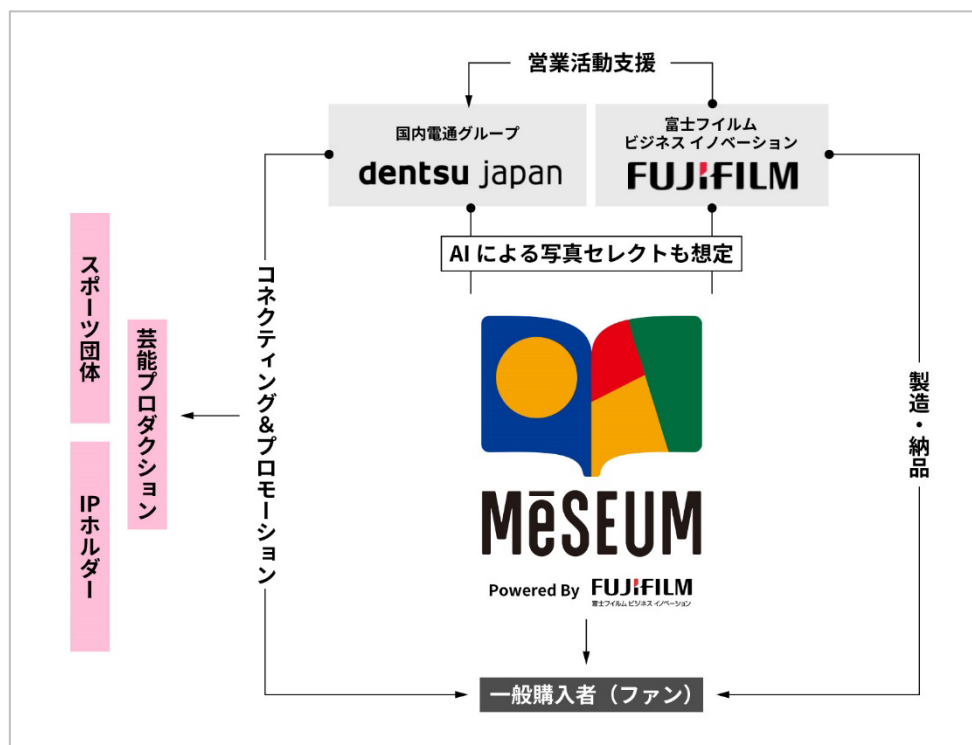 営業活動支援
国内電通グループ
dentsu japan
富士フイルム
ビジネス イノベーション
FUJIFILM
AI による写真セレクトも想定
スポーツ団体
芸能プロダクション
IPホルダー
コネクティング&プロモーション
製造・納品
MēSEUM
Powered By FUJIFILM
富士フイルム ビジネス イノベーション
一般購入者（ファン）